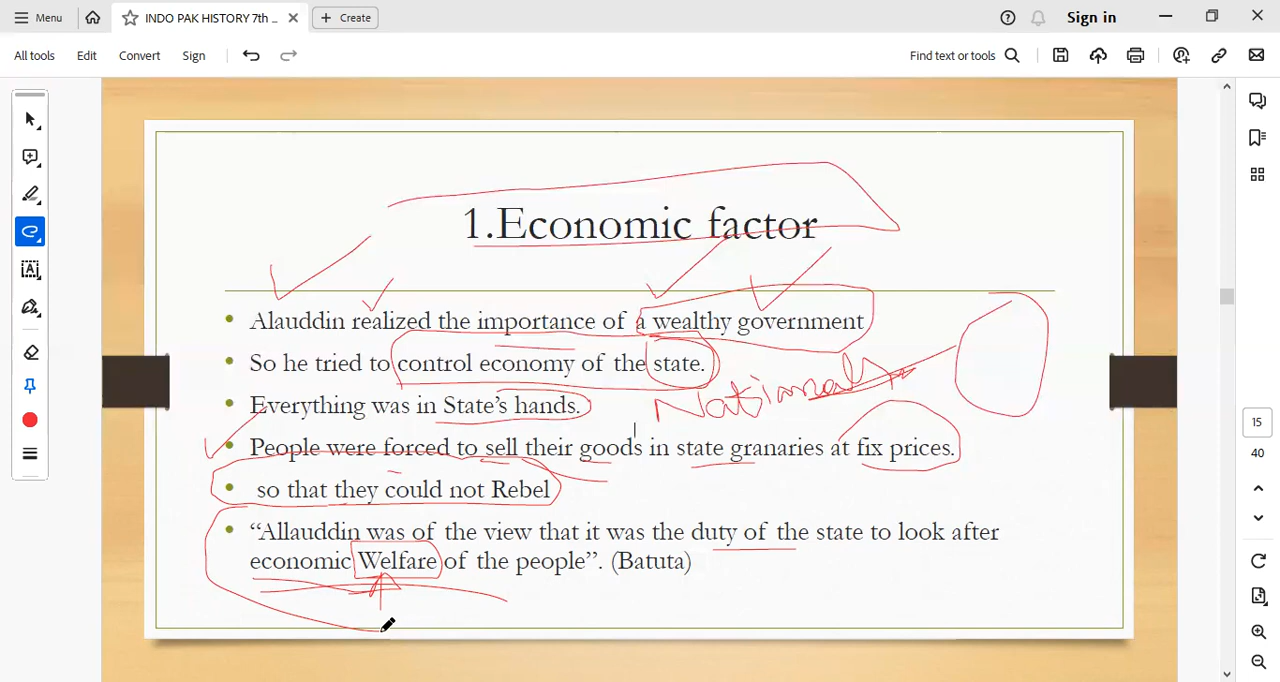 Menu
INDO PAK HISTORY 7th ...
Create
Sign in
All tools
Edit
Convert
Sign
Find text or tools
1.Economic factor
Alauddin realized the importance of a wealthy government
So he tried to control economy of the state.
Everything was in State's hands.
People were forced to sell their goods in state granaries at fix prices.
so that they could not Rebel
“Allauddin was of the view that it was the duty of the state to look after
economic Welfare of the people”. (Batuta)
15
40